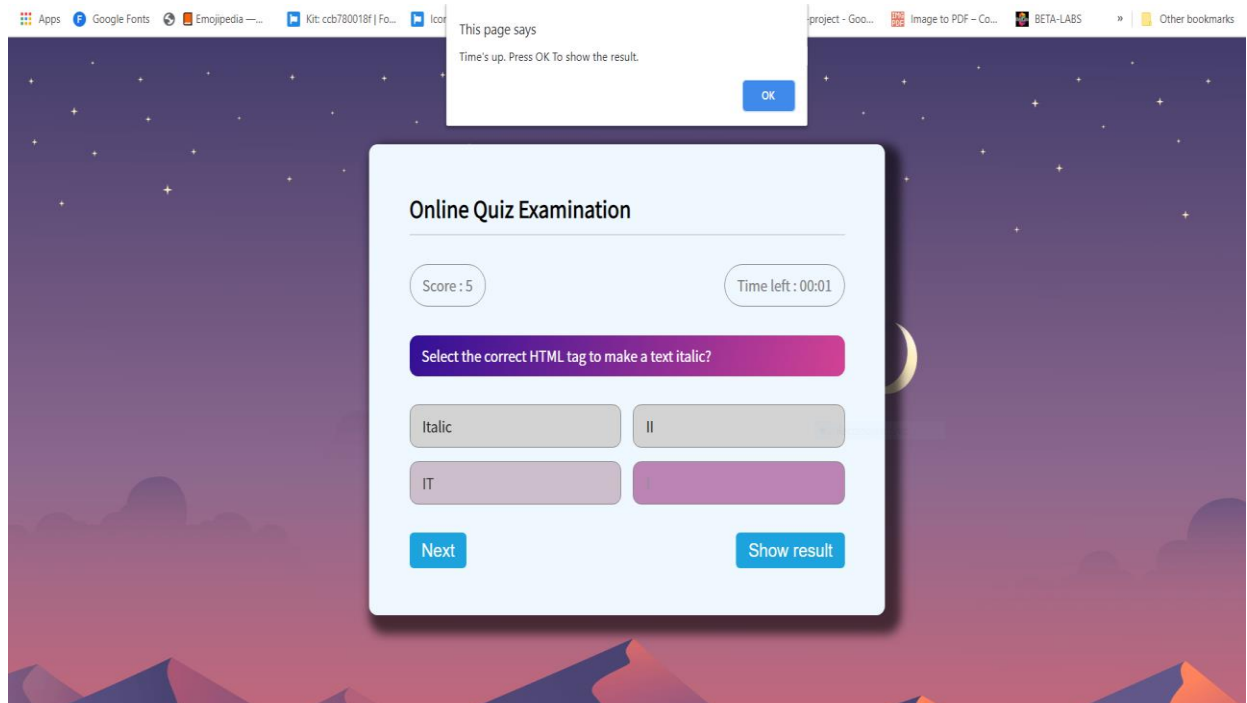 Apps Google Fonts Emojipedia —... Kit: ccb780018f | Fo... -project - Goo... Image to PDF – Co... BETA-LABS » Other bookmarks
This page says
Time's up. Press OK To show the result.
OK
Online Quiz Examination
Score : 5 Time left : 00:01
Select the correct HTML tag to make a text italic?
Italic II
IT
Next Show result